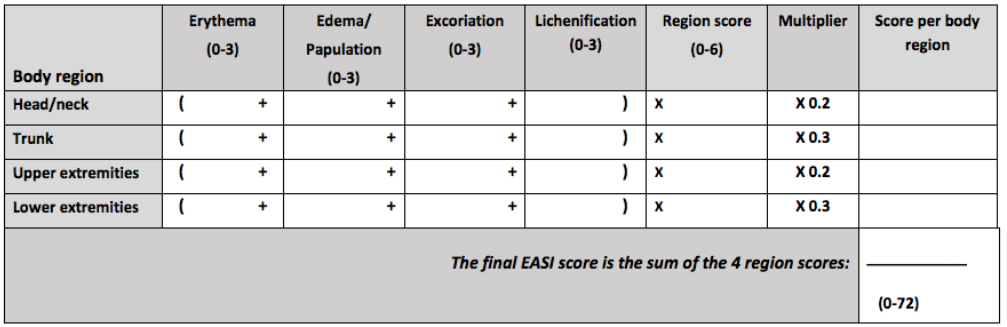 Body region Erythema (0-3) Edema/ Papulation (0-3) Excoriation (0-3) Lichenification (0-3) Region score (0-6) Multiplier Score per body region
Head/neck ( + + + ) X X 0.2
Trunk ( + + + ) X X 0.3
Upper extremities ( + + + ) X X 0.2
Lower extremities ( + + + ) X X 0.3
The final EASI score is the sum of the 4 region scores: __________
(0-72)